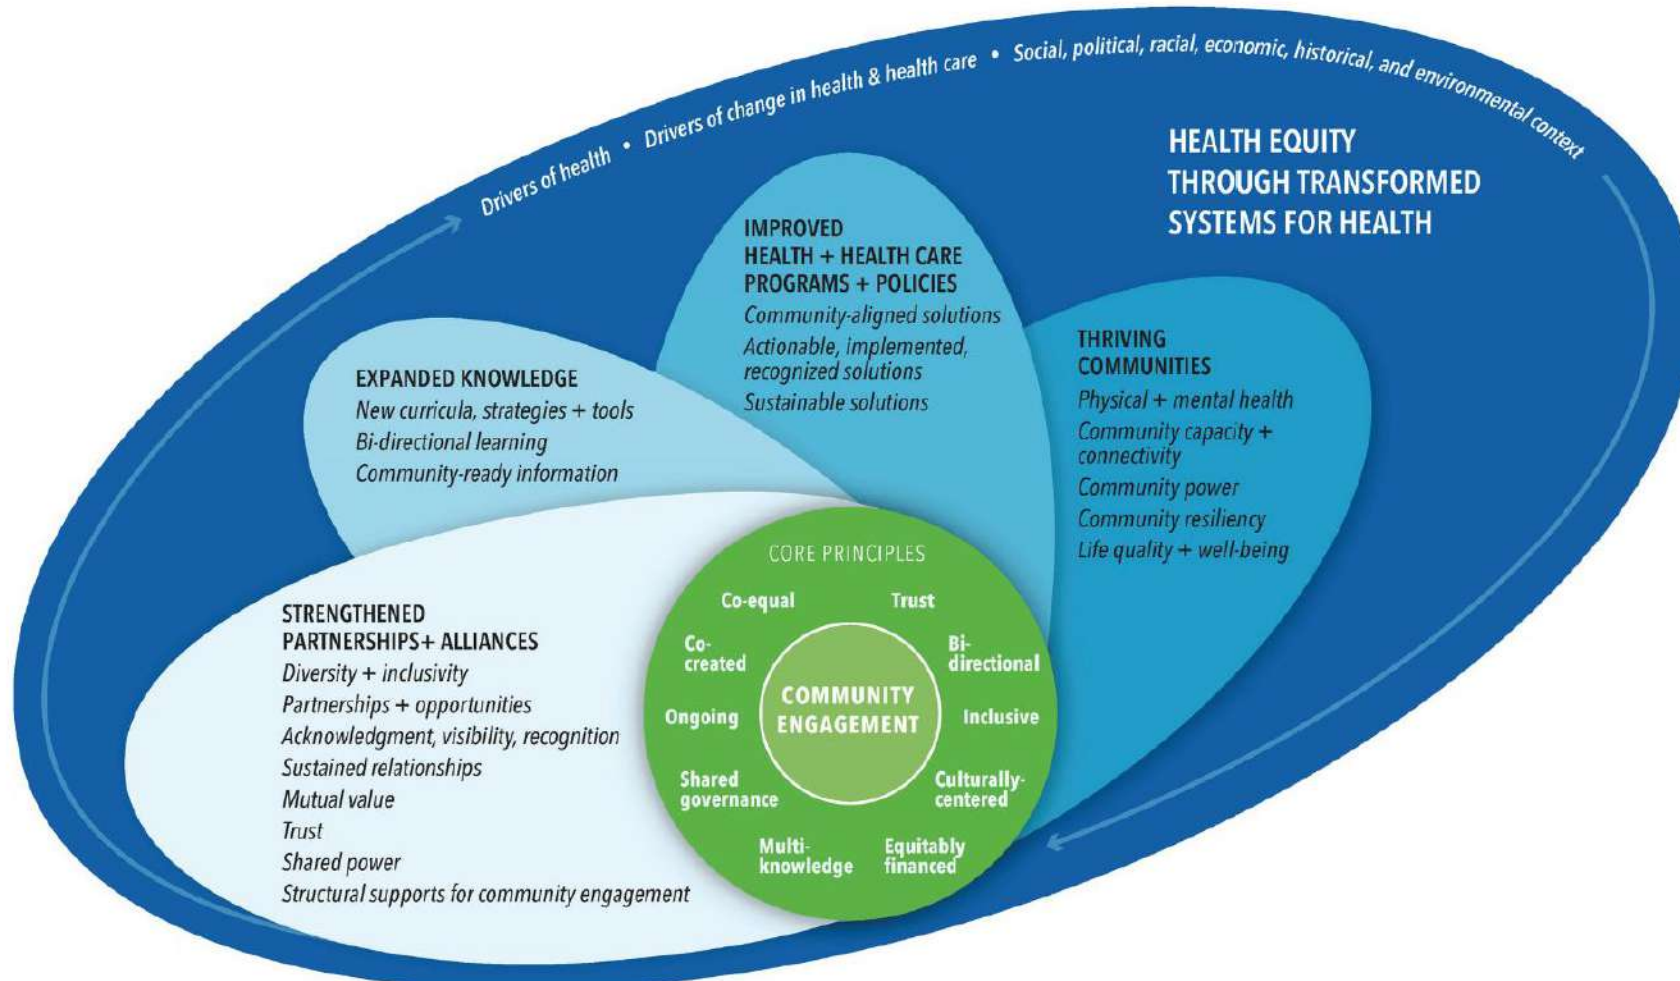 Drivers of health • Drivers of change in health & health care • Social, political, racial, economic, historical, and environmental context
HEALTH EQUITY
THROUGH TRANSFORMED
SYSTEMS FOR HEALTH
IMPROVED
HEALTH + HEALTH CARE
PROGRAMS + POLICIES
Community-aligned solutions
Actionable, implemented,
recognized solutions
Sustainable solutions
THRIVING
COMMUNITIES
Physical + mental health
Community capacity +
connectivity
Community power
Community resiliency
Life quality + well-being
EXPANDED KNOWLEDGE
New curricula, strategies + tools
Bi-directional learning
Community-ready information
STRENGTHENED
PARTNERSHIPS+ ALLIANCES
Diversity + inclusivity
Partnerships + opportunities
Acknowledgment, visibility, recognition
Sustained relationships
Mutual value
Trust
Shared power
Structural supports for community engagement
CORE PRINCIPLES
Co-equal
Trust
Co-
created
Bi-
directional
Ongoing
COMMUNITY
ENGAGEMENT
Inclusive
Shared
governance
Culturally-
centered
Multi-
knowledge
Equitably
financed